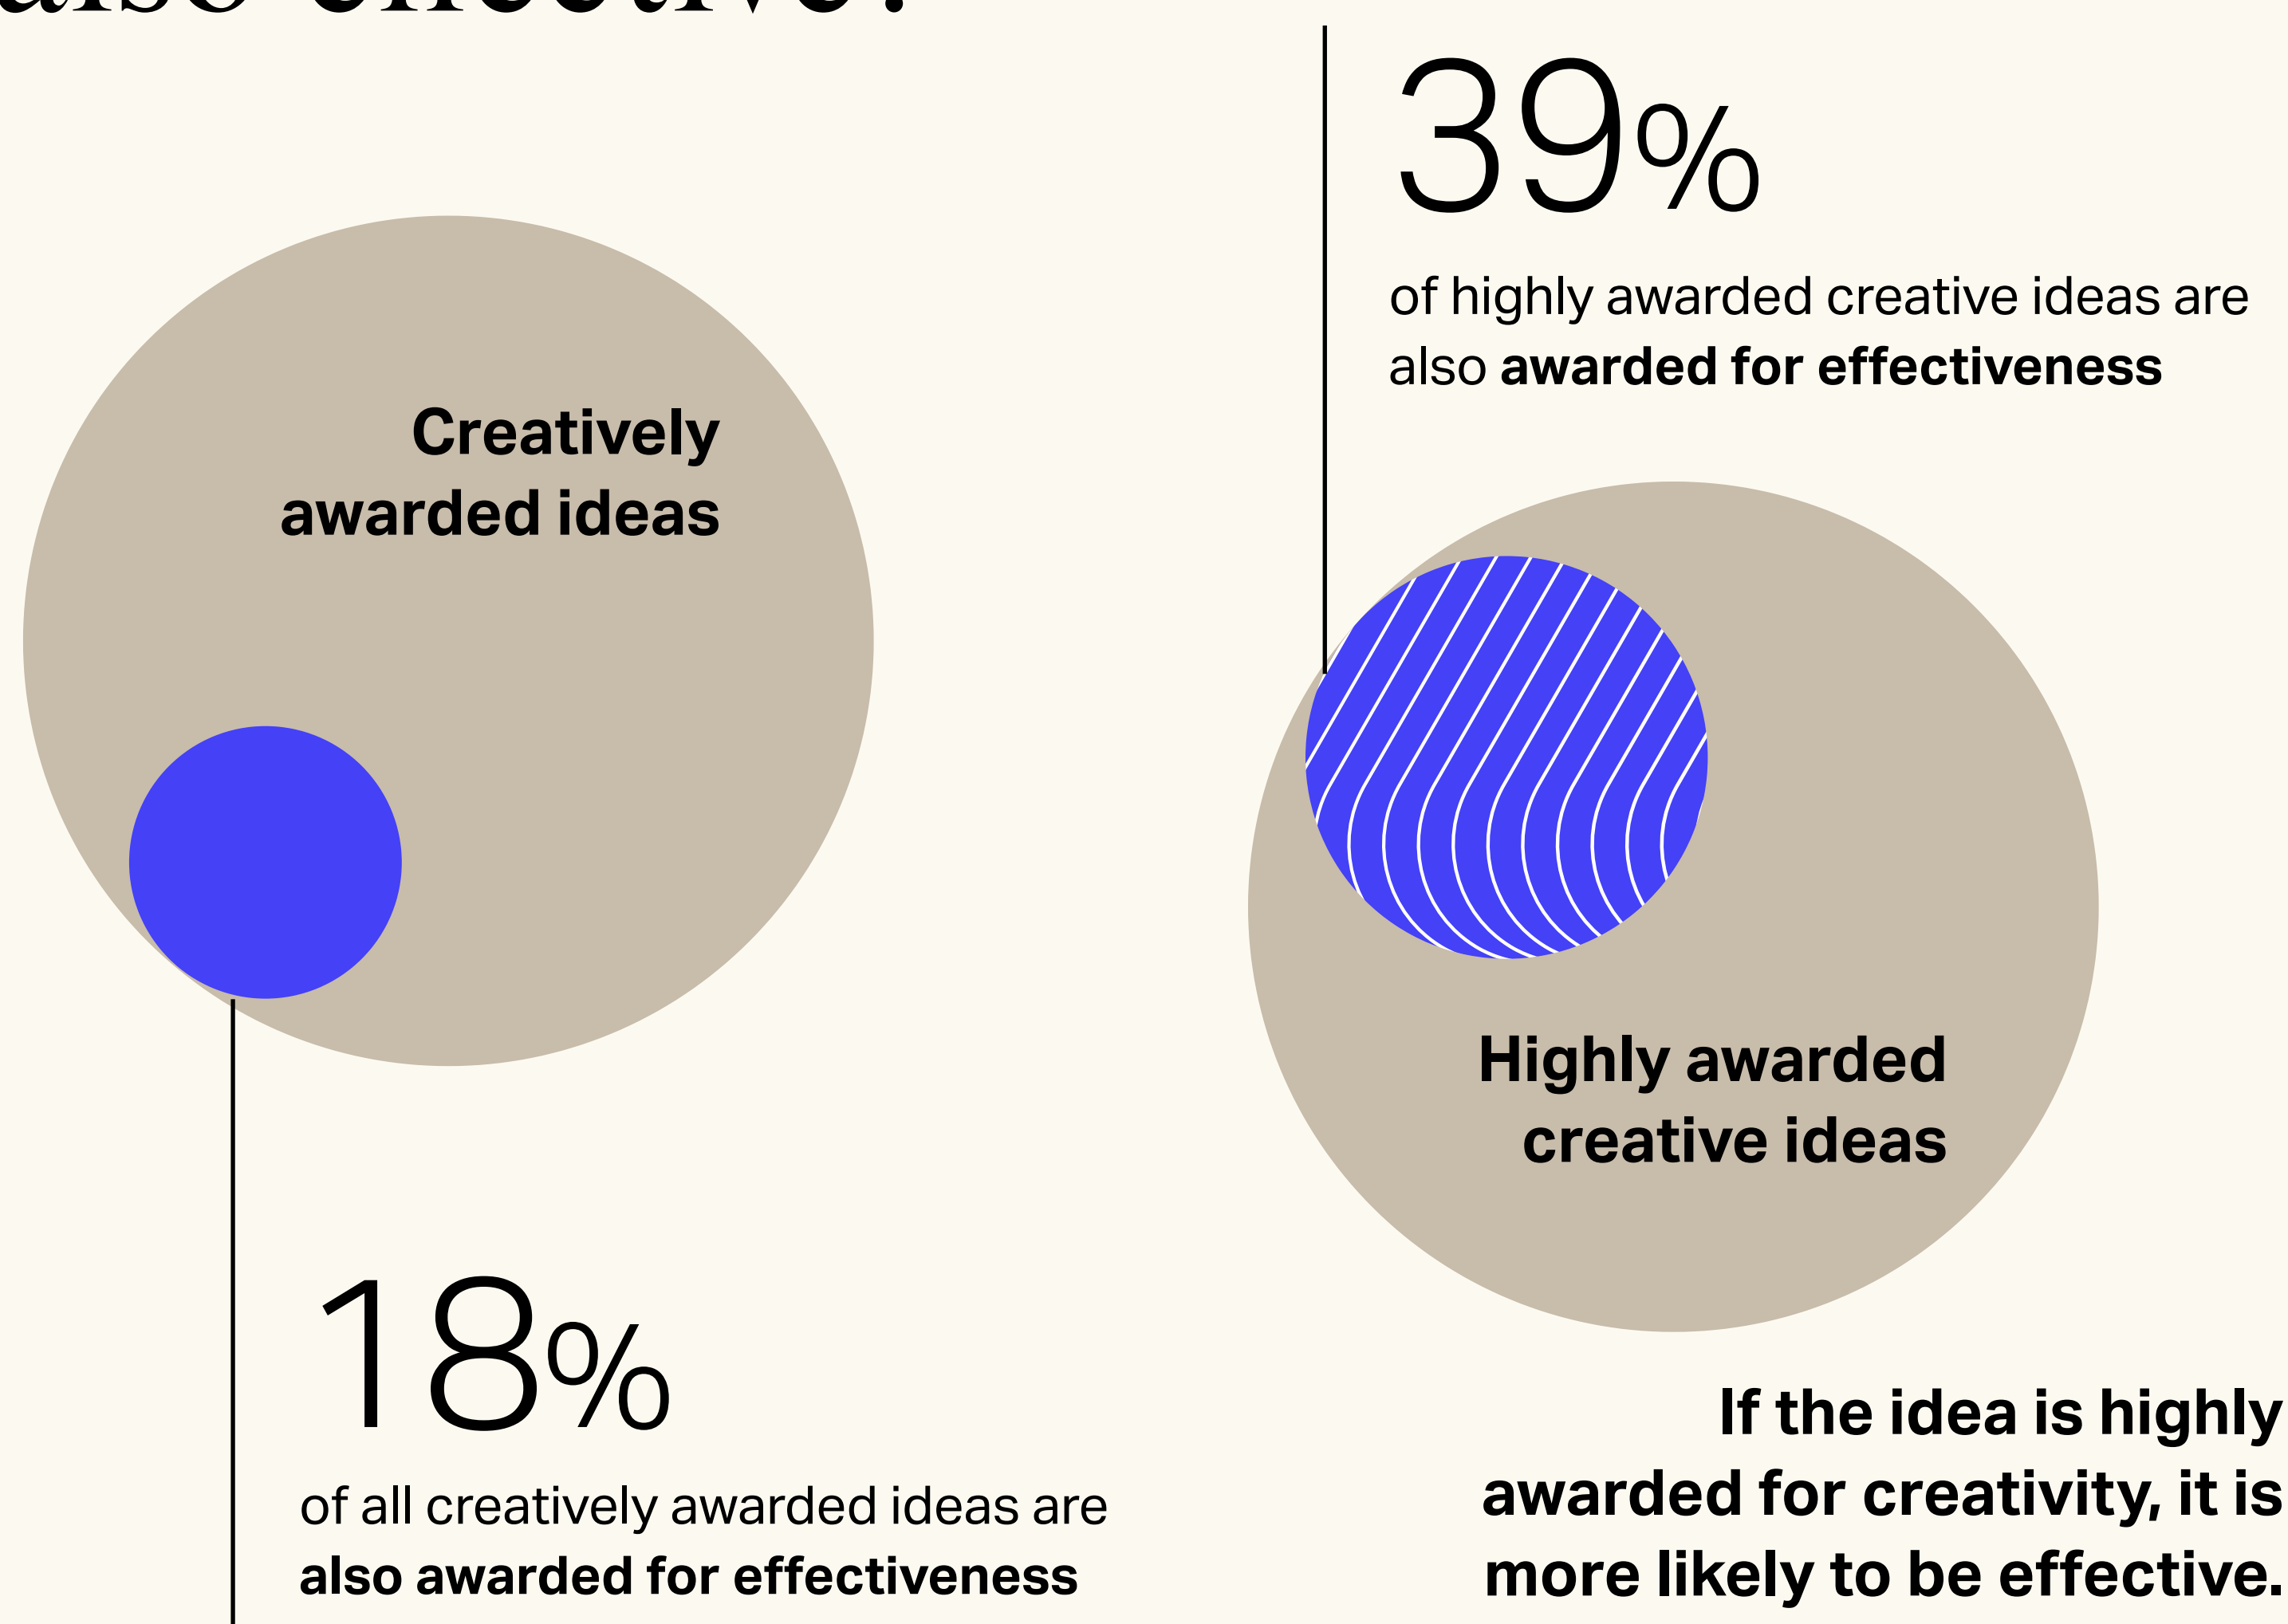 also effective?
Creatively
awarded ideas
18%
of all creatively awarded ideas are
also awarded for effectiveness
39%
of highly awarded creative ideas are
also awarded for effectiveness
Highly awarded
creative ideas
If the idea is highly
awarded for creativity, it is
more likely to be effective.